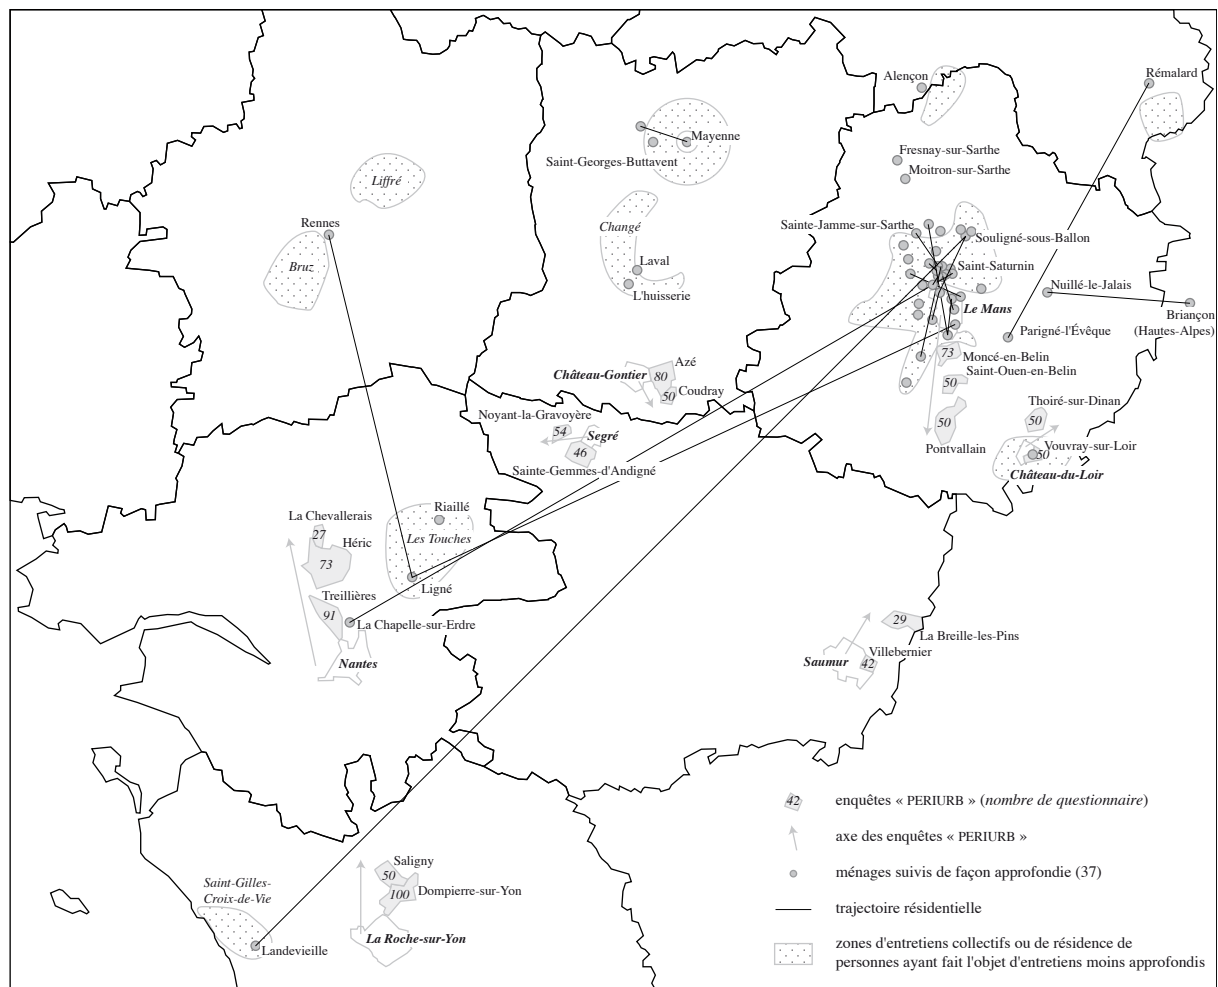 Alençon
Rémalard
Mayenne
Saint-Georges-Buttavent
Fresnay-sur-Sarthe
Moitron-sur-Sarthe
Liffré
Rennes
Changé
Sainte-Jamme-sur-Sarthe
Souligné-sous-Ballon
Bruz
Laval
Saint-Saturnin
L'huisserie
Nuillé-le-Jalais
Le Mans
Briançon
(Hautes-Alpes)
Parigné-l'Évêque
73
Moncé-en-Belin
Azé
Château-Gontier
80
Saint-Ouen-en-Belin
50
Coudray
50
Thoiré-sur-Dinan
50
Noyant-la-Gravoyère
54
Segré
50
46
Pontvallain
Vouvray-sur-Loir
50
Sainte-Gemmes-d'Andigné
Château-du-Loir
Riaillé
La Chevallerais
27
Héric
Les Touches
73
Ligné
Treillières
91
La Chapelle-sur-Erdre
29
La Breille-les-Pins
Nantes
Saumur
Villebernier
42
42
enquêtes « PERIURB » (nombre de questionnaire)
axe des enquêtes « PERIURB »
ménages suivis de façon approfondie (37)
trajectoire résidentielle
zones d'entretiens collectifs ou de résidence de
personnes ayant fait l'objet d'entretiens moins approfondis
Saligny
50
Saint-Gilles-
Croix-de-Vie
100
Dompierre-sur-Yon
La Roche-sur-Yon
Landevieille